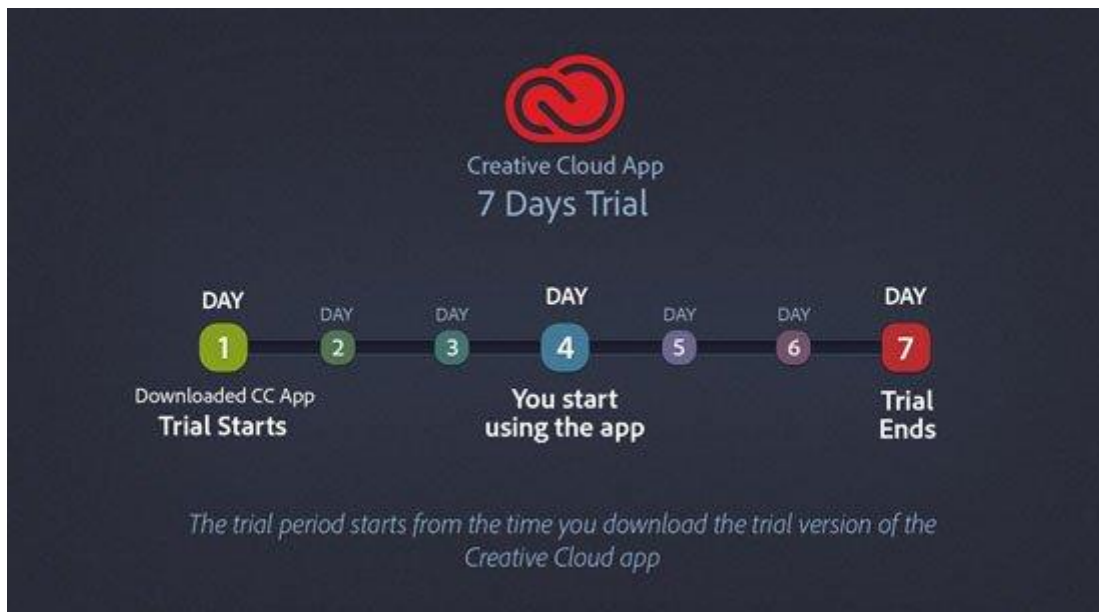 Creative Cloud App
7 Days Trial
DAY
1
Downloaded CC App
Trial Starts
DAY
2
DAY
3
DAY
4
You start
using the app
DAY
5
DAY
6
DAY
7
Trial
Ends
The trial period starts from the time you download the trial version of the
Creative Cloud app